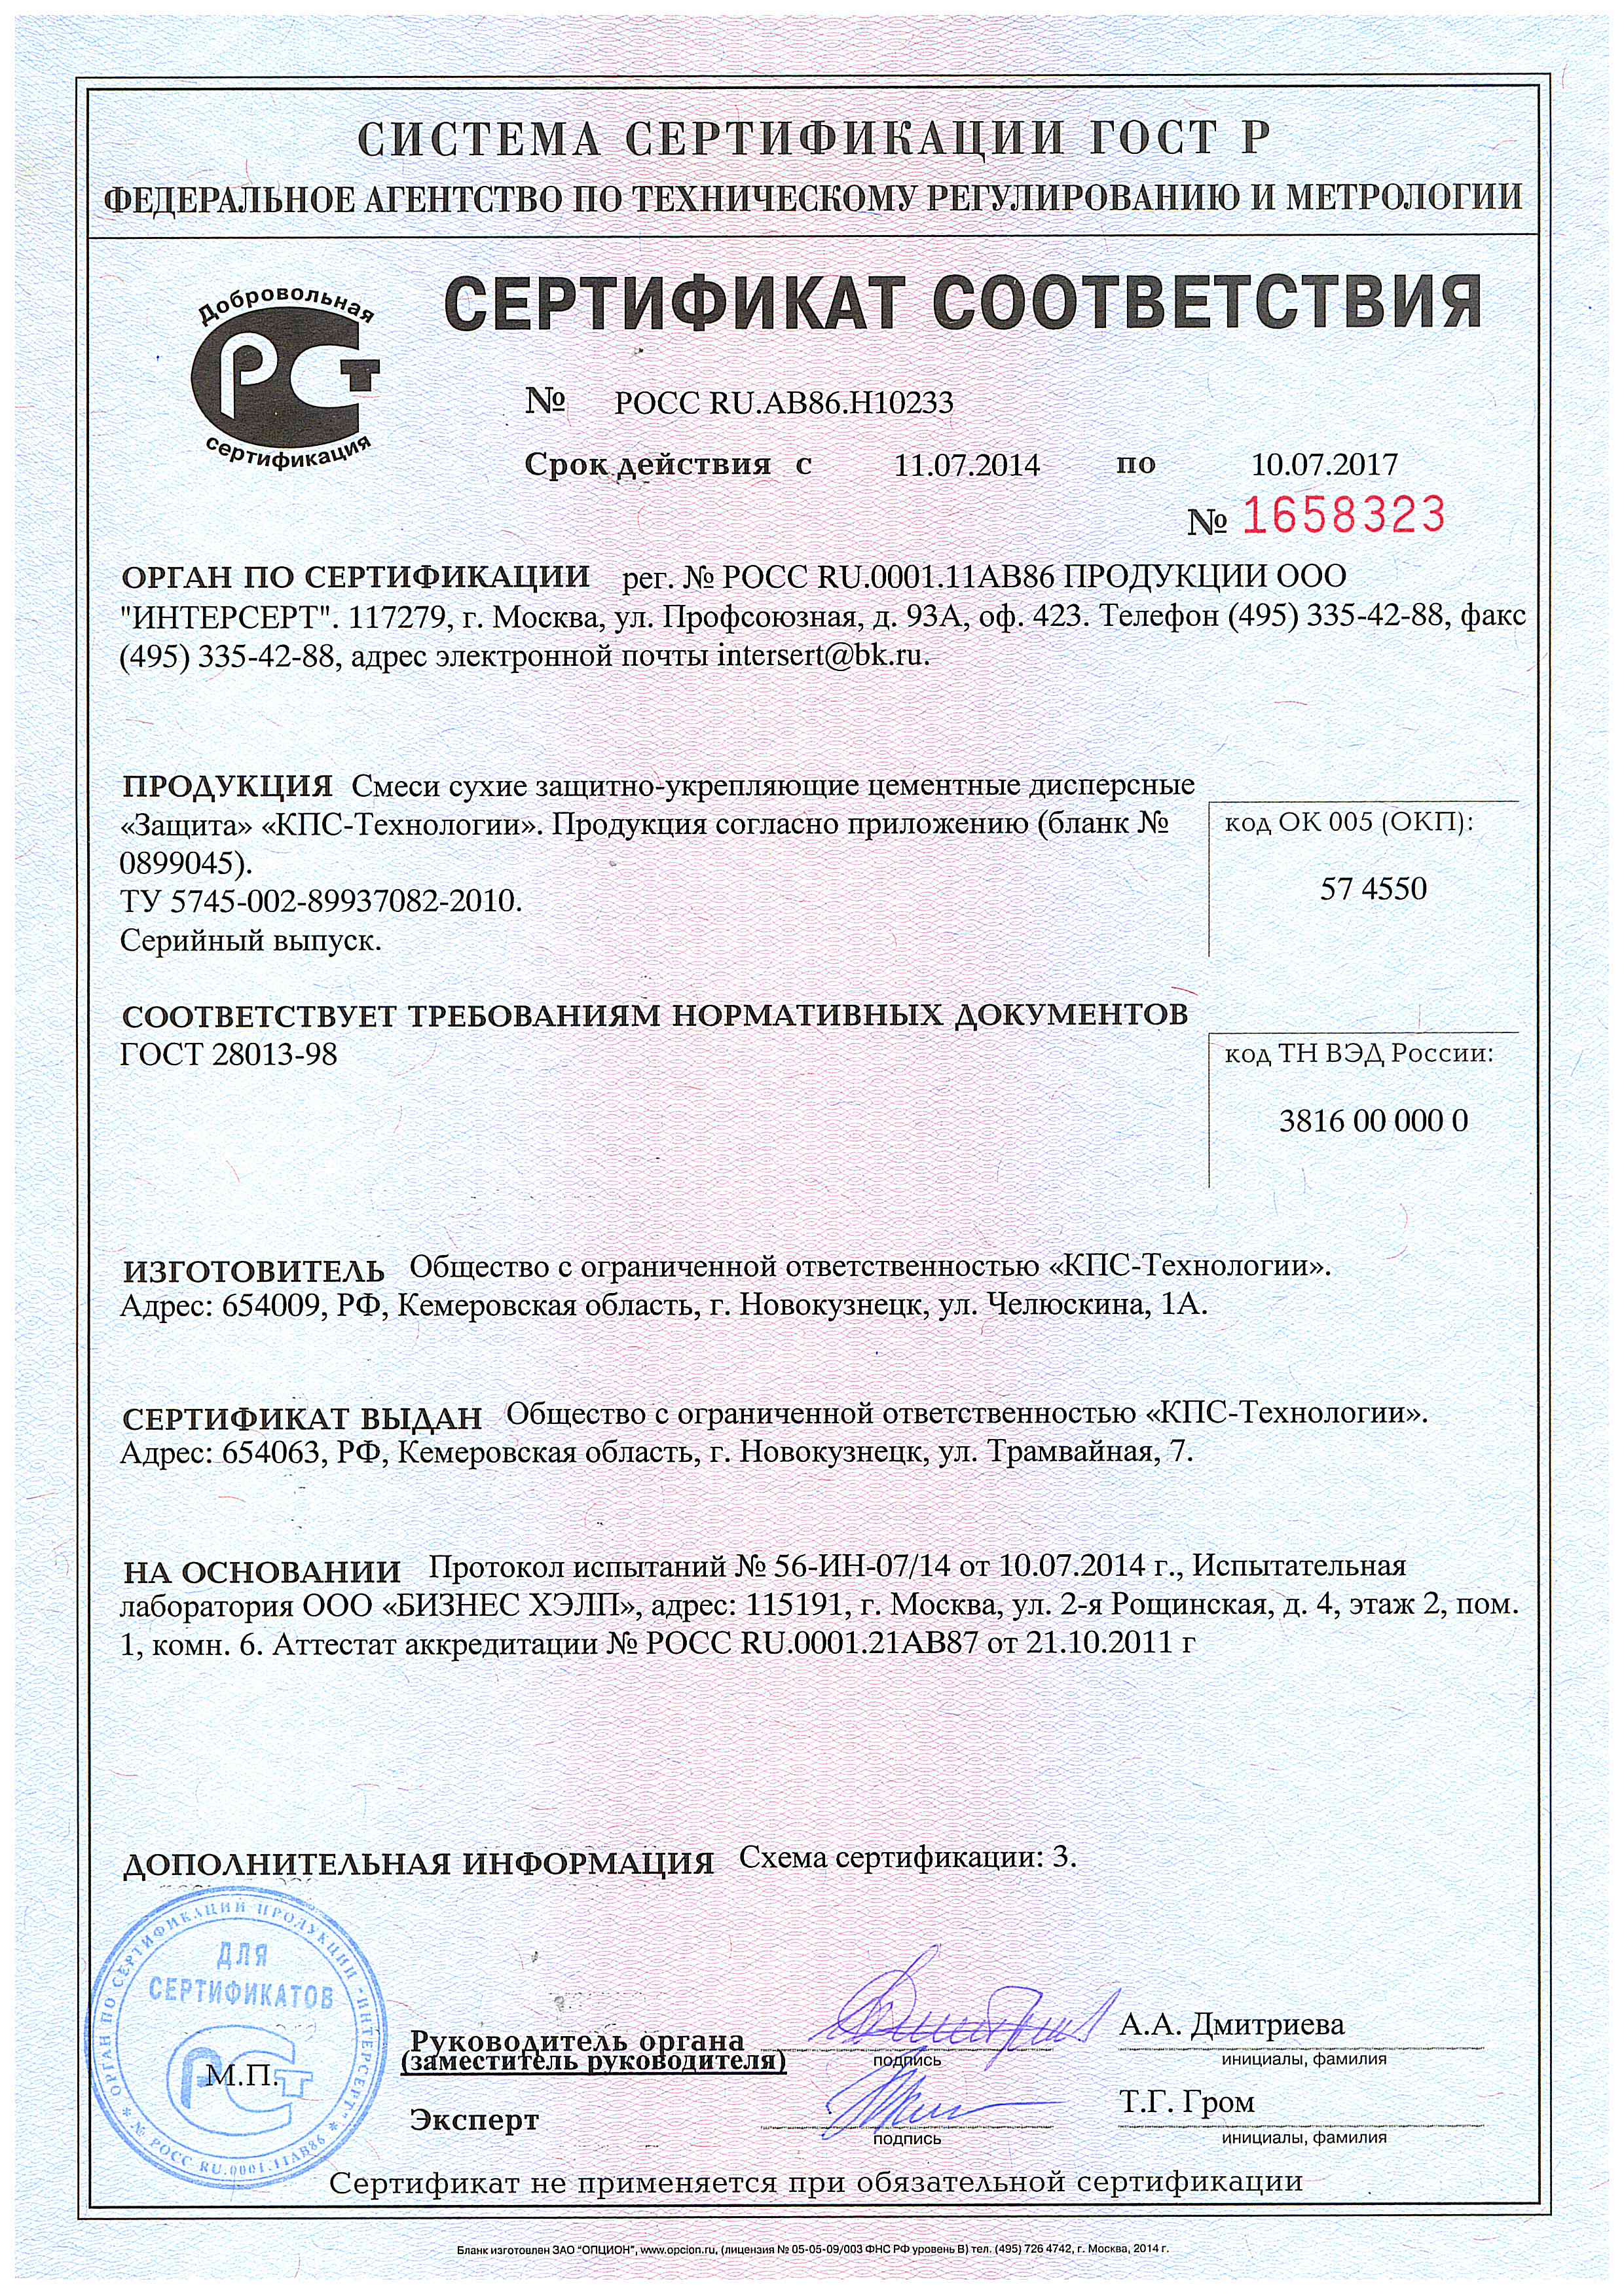 СИСТЕМА СЕРТИФИКАЦИИ ГОСТ Р
ФЕДЕРАЛЬНОЕ АГЕНТСТВО ПО ТЕХНИЧЕСКОМУ РЕГУЛИРОВАНИЮ И МЕТРОЛОГИИ
Добровольная
РСТ
сертификация
СЕРТИФИКАТ СООТВЕТСТВИЯ
№ РОСС RU.АВ86.Н10233
Срок действия с 11.07.2014 по 10.07.2017
№ 1658323
ОРГАН ПО СЕРТИФИКАЦИИ рег. № РОСС RU.0001.11АВ86 ПРОДУКЦИИ ООО
"ИНТЕРСЕРТ". 117279, г. Москва, ул. Профсоюзная, д. 93А, оф. 423. Телефон (495) 335-42-88, факс
(495) 335-42-88, адрес электронной почты intersert@bk.ru.
ПРОДУКЦИЯ Смеси сухие защитно-укрепляющие цементные дисперсные
«Защита» «КПС-Технологии». Продукция согласно приложению (бланк №
0899045).
ТУ 5745-002-89937082-2010.
Серийный выпуск.
код ОК 005 (ОКП):
57 4550
СООТВЕТСТВУЕТ ТРЕБОВАНИЯМ НОРМАТИВНЫХ ДОКУМЕНТОВ
ГОСТ 28013-98
код ТН ВЭД России:
3816 00 000 0
ИЗГОТОВИТЕЛЬ Общество с ограниченной ответственностью «КПС-Технологии».
Адрес: 654009, РФ, Кемеровская область, г. Новокузнецк, ул. Челюскина, 1А.
СЕРТИФИКАТ ВЫДАН Общество с ограниченной ответственностью «КПС-Технологии».
Адрес: 654063, РФ, Кемеровская область, г. Новокузнецк, ул. Трамвайная, 7.
НА ОСНОВАНИИ Протокол испытаний № 56-ИН-07/14 от 10.07.2014 г., Испытательная
лаборатория ООО «БИЗНЕС ХЭЛП», адрес: 115191, г. Москва, ул. 2-я Рощинская, д. 4, этаж 2, пом.
1, комн. 6. Аттестат аккредитации № РОСС RU.0001.21АВ87 от 21.10.2011 г
ДОПОЛНИТЕЛЬНАЯ ИНФОРМАЦИЯ Схема сертификации: 3.
ОРГАН ПО СЕРТИФИКАЦИИ ПРОДУКЦИИ "ИНТЕРСЕРТ"
* № РОСС RU.0001.11АВ86 *
ДЛЯ
СЕРТИФИКАТОВ
РСТ
М.П.
Руководитель органа
(заместитель руководителя)
подпись
А.А. Дмитриева
инициалы, фамилия
Эксперт
подпись
Т.Г. Гром
инициалы, фамилия
Сертификат не применяется при обязательной сертификации
Бланк изготовлен ЗАО "ОПЦИОН", www.opcion.ru, (лицензия № 05-05-09/003 ФНС РФ уровень В) тел. (495) 726 4742, г. Москва, 2014 г.